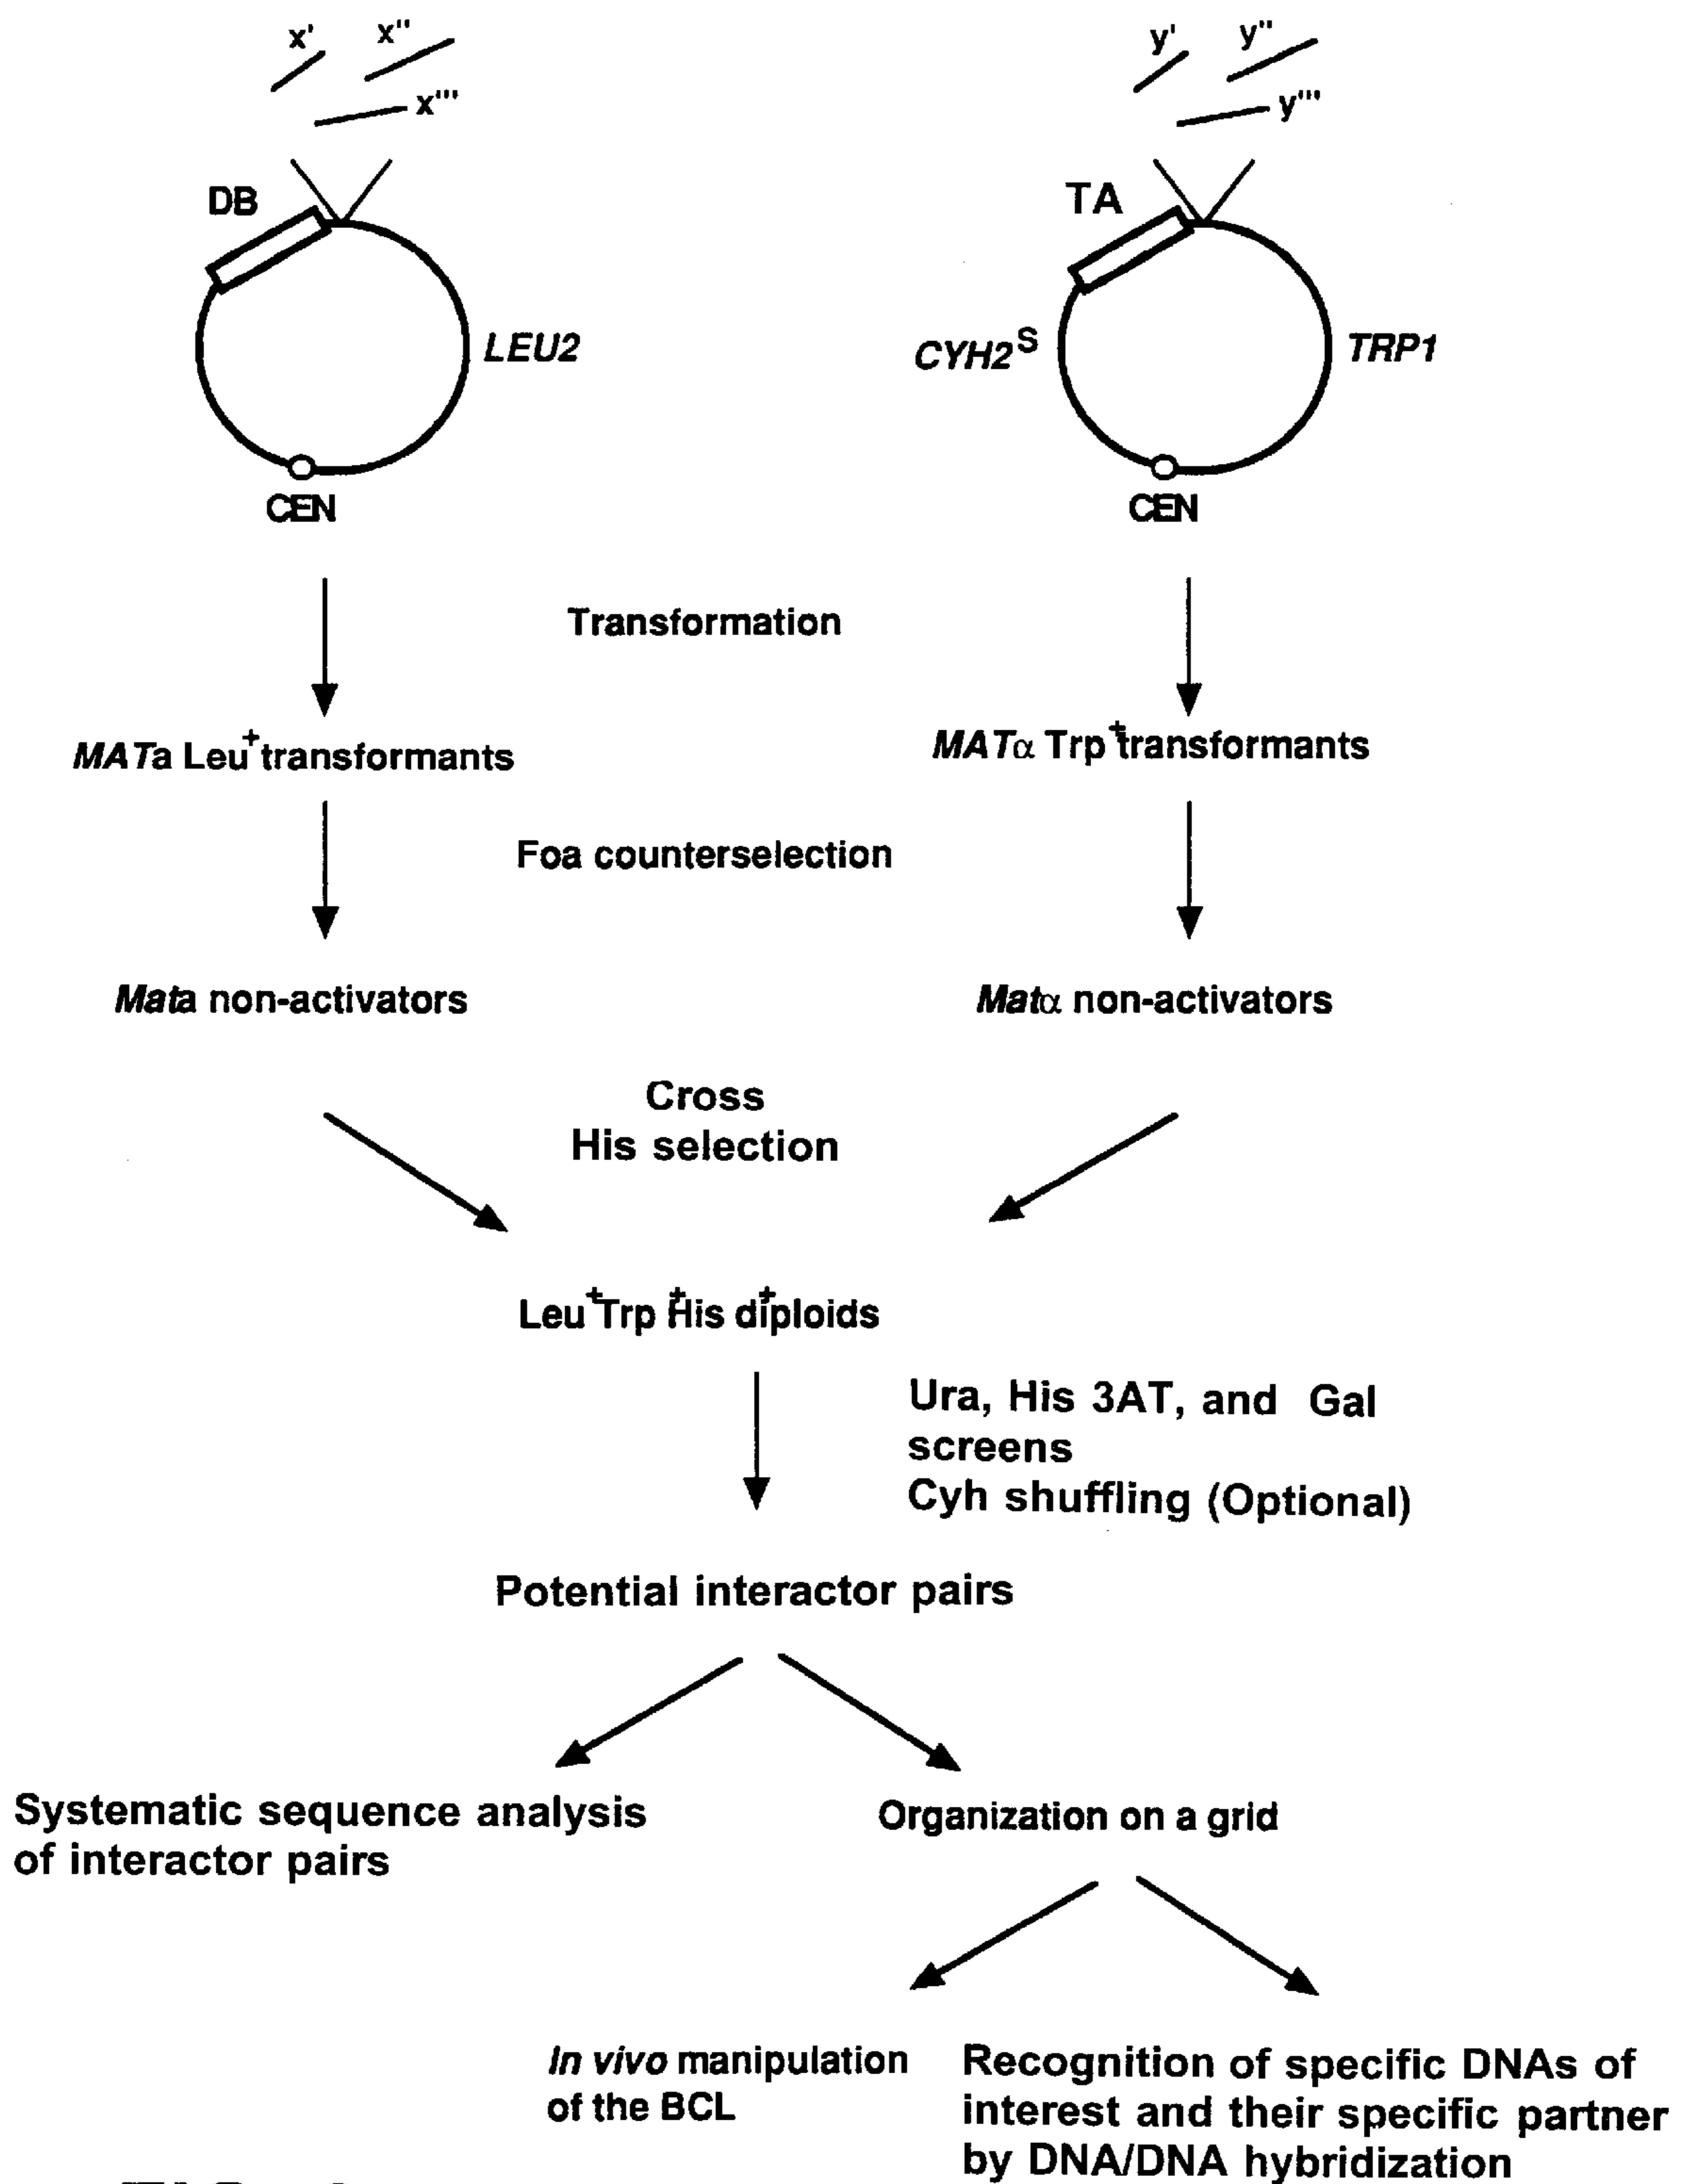 x' x''
x'''
y' y''
y'''
DB
TA
LEU2
CYH2S
TRP1
CEN
CEN
Transformation
MATa Leu+ transformants
MATα Trp+ transformants
Foa counterselection
Mata non-activators
Matα non-activators
Cross
His selection
Leu+ Trp+ His+ diploids
Ura, His 3AT, and Gal
screens
Cyh shuffling (Optional)
Potential interactor pairs
Systematic sequence analysis
of interactor pairs
Organization on a grid
In vivo manipulation
of the BCL
Recognition of specific DNAs of
interest and their specific partner
by DNA/DNA hybridization